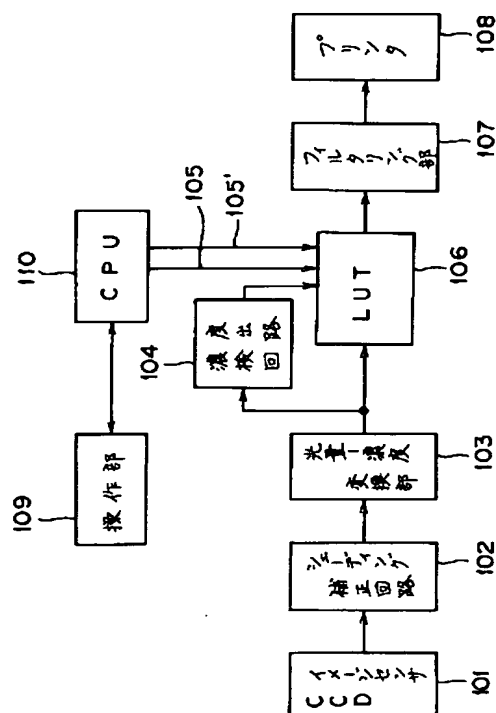 イメージセンサ
CCD
101
シェーディング
補正回路
102
光量ー濃度
変換部
103
濃度
検出
回路
104
105
105'
LUT
106
フィルタリング部
107
プリンタ
108
操作部
109
CPU
110